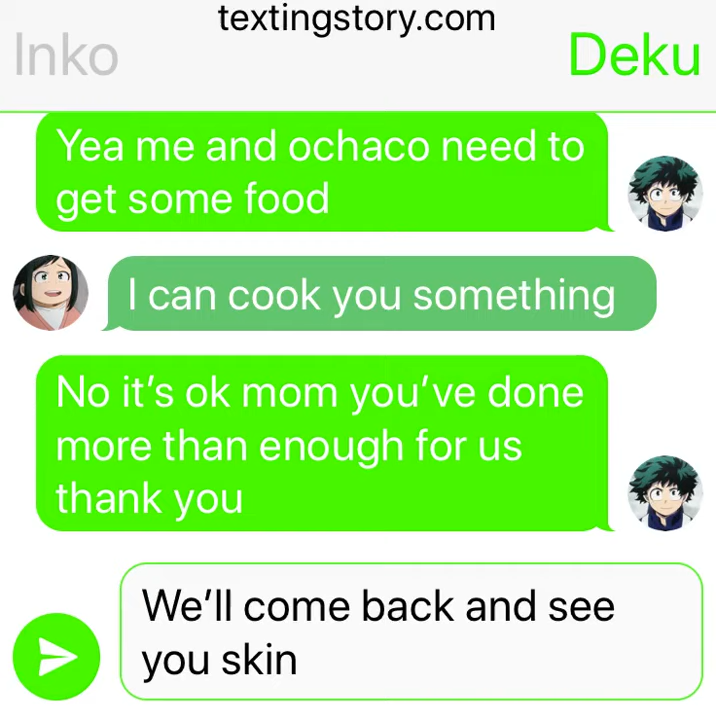 textingstory.com
Inko
Deku
Yea me and ochaco need to
get some food
I can cook you something
No it's ok mom you've done
more than enough for us
thank you
We'll come back and see
you skin